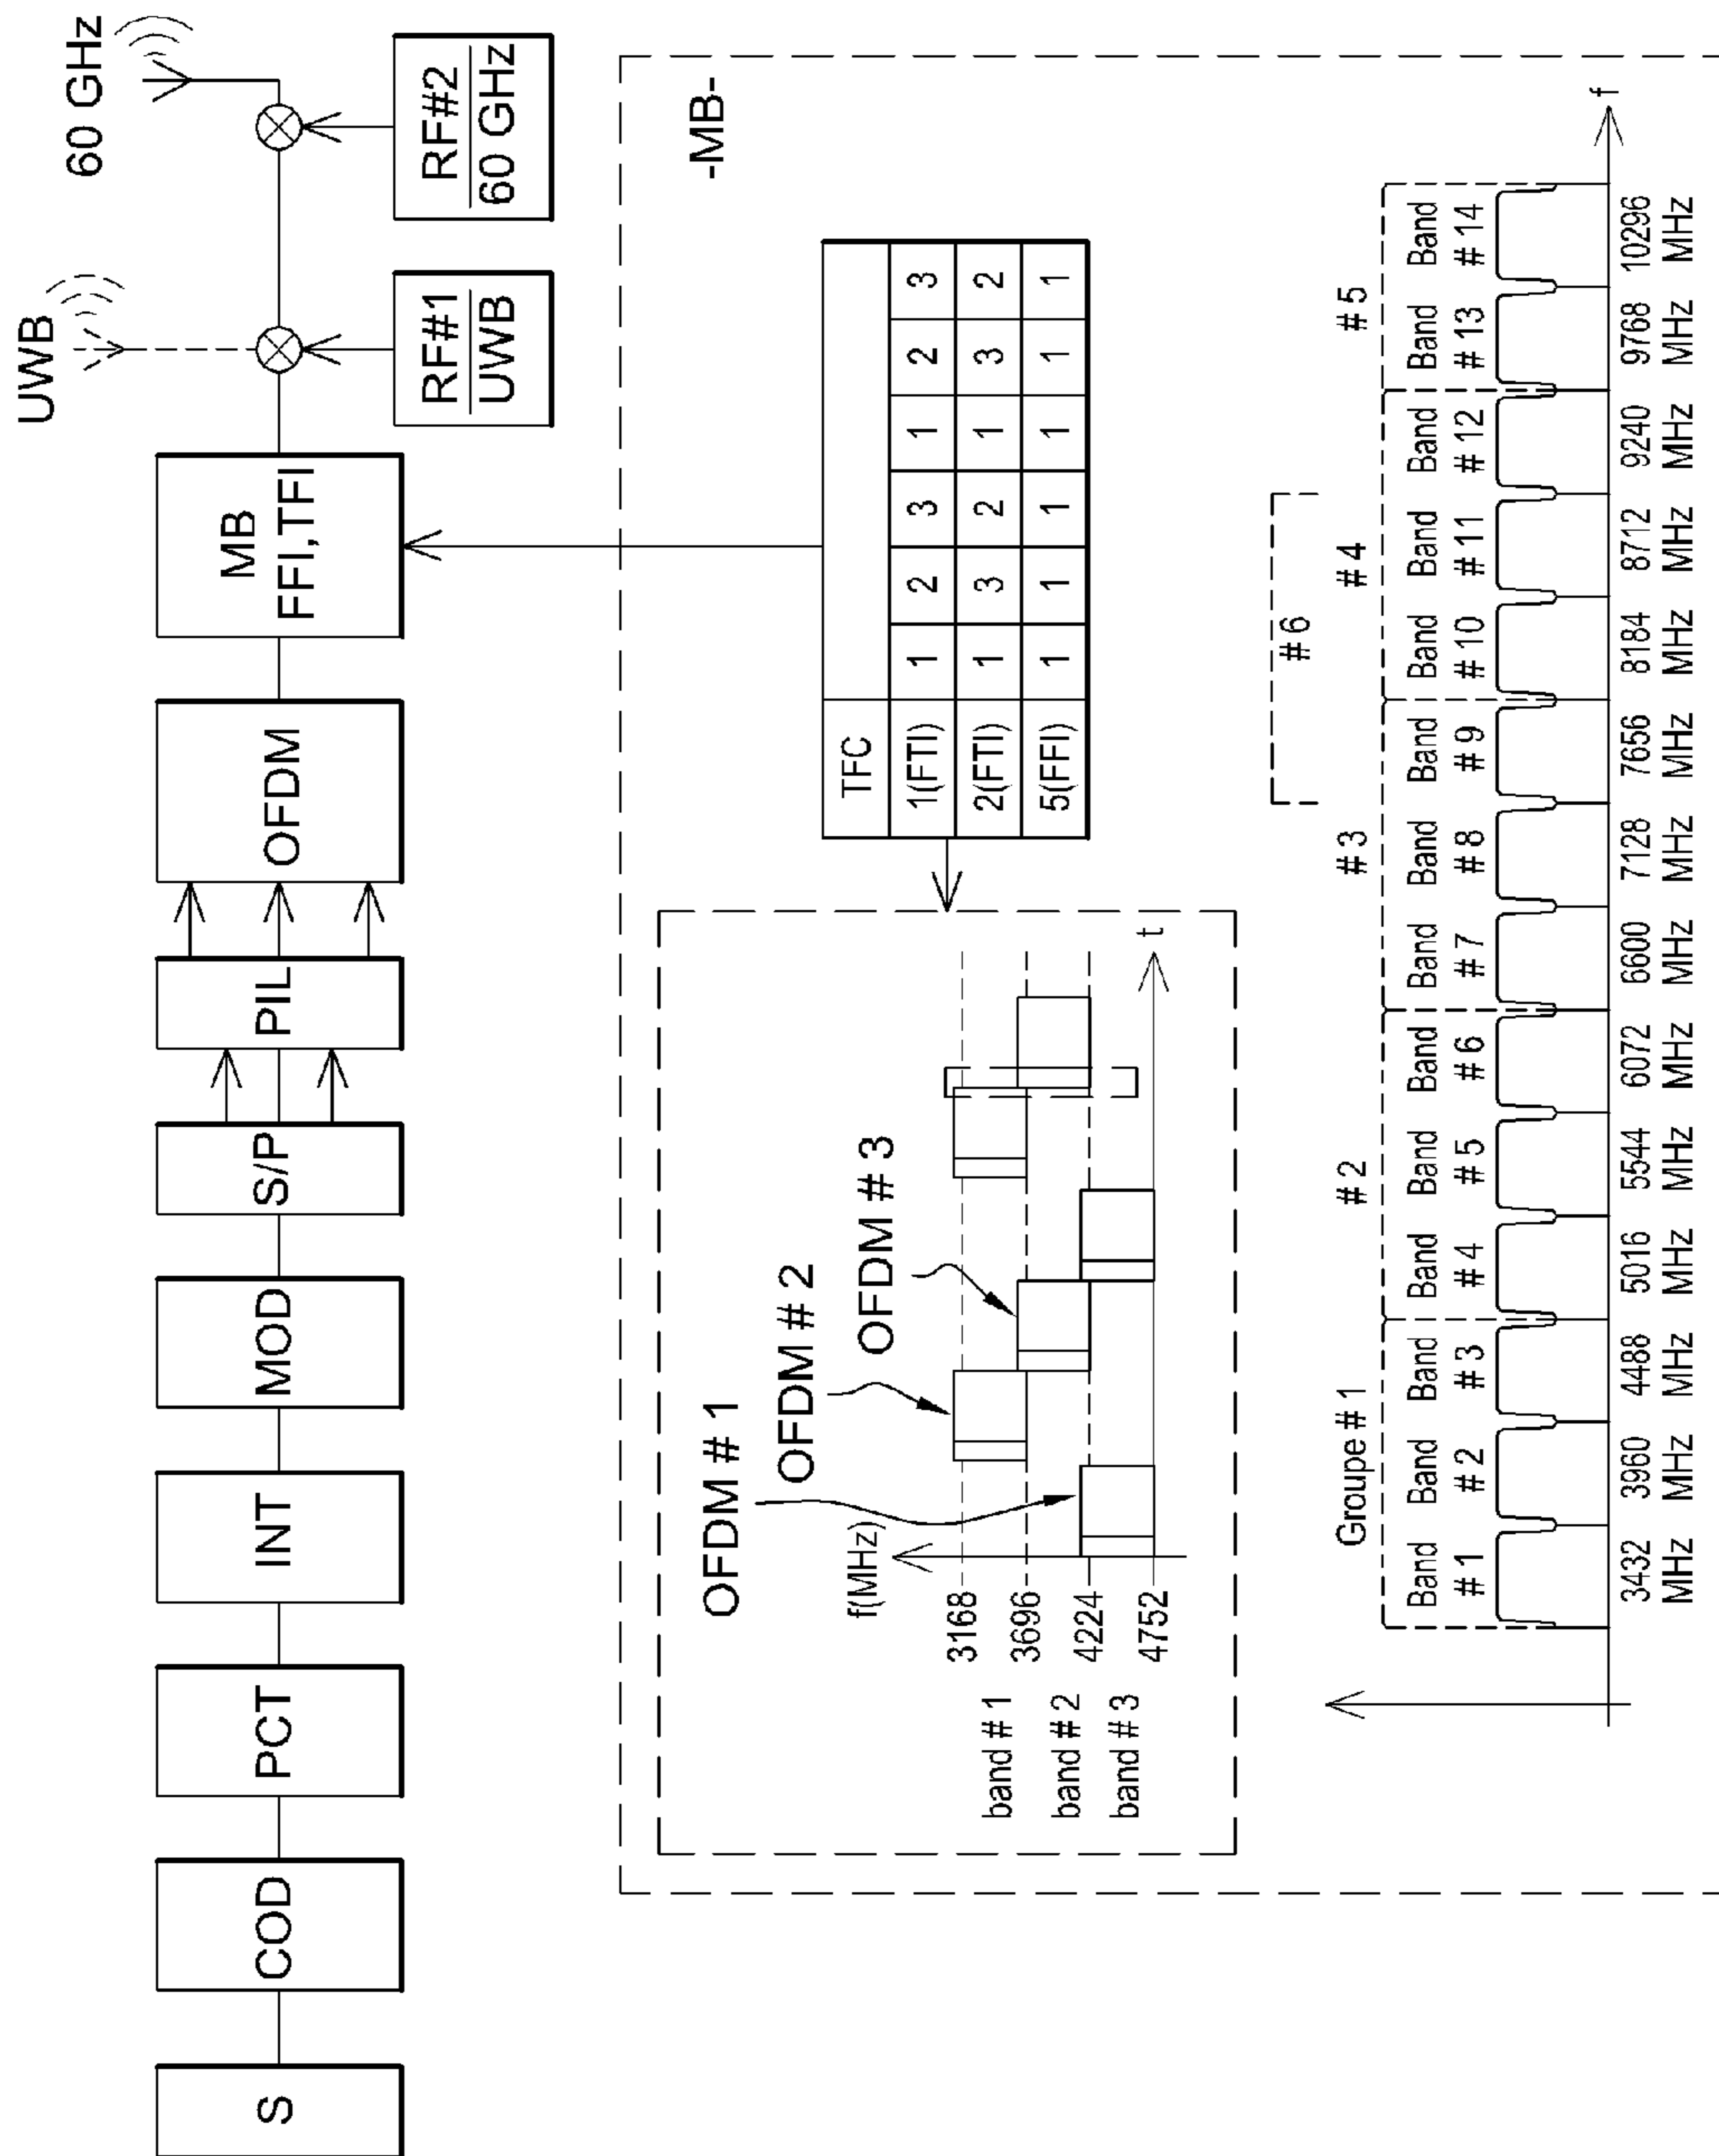 S
COD
PCT
INT
MOD
S/P
PIL
OFDM
MB
FFI,TFI
UWB
60 GHz
RF#1
UWB
RF#2
60 GHz
-MB-
OFDM # 1
OFDM # 2
OFDM # 3
f(MHz)
3168
3696
4224
4752
band # 1
band # 2
band # 3
t
TFC
1(FTI) 1 2 3 1 2 3
2(FTI) 1 3 2 1 3 2
5(FFI) 1 1 1 1 1 1
# 6
Groupe # 1 # 2 # 3 # 4 # 5
Band Band Band Band Band Band Band Band Band Band Band Band Band Band
# 1 # 2 # 3 # 4 # 5 # 6 # 7 # 8 # 9 # 10 # 11 # 12 # 13 # 14
f
3432 3960 4488 5016 5544 6072 6600 7128 7656 8184 8712 9240 9768 10296
MHz MHz MHz MHz MHz MHz MHz MHz MHz MHz MHz MHz MHz MHz